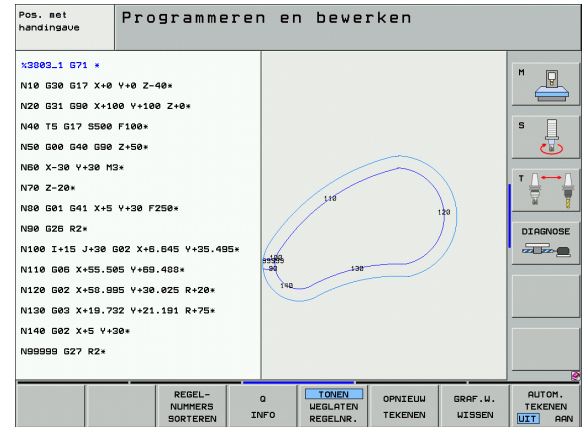 Pos. met
handingave
Programmeren en bewerken
%3803_1 G71 *
N10 G30 G17 X+0 Y+0 Z-40*
N20 G31 G90 X+100 Y+100 Z+0*
N40 T5 G17 S500 F100*
N50 G00 G40 G90 Z+50*
N60 X-30 Y+30 M3*
N70 Z-20*
N80 G01 G41 X+5 Y+30 F250*
N90 G26 R2*
N100 I+15 J+30 G02 X+6.645 Y+35.495*
N110 G06 X+55.505 Y+69.488*
N120 G02 X+58.995 Y+30.025 R+20*
N130 G03 X+19.732 Y+21.191 R+75*
N140 G02 X+5 Y+30*
N99999 G27 R2*
110
120
90
130
140
M
S
T
DIAGNOSE
REGEL-
NUMMERS
SORTEREN
Q
INFO
TONEN
WEGLATEN
REGELNR.
OPNIEUW
TEKENEN
GRAF.W.
WISSEN
AUTOM.
TEKENEN
UIT AAN